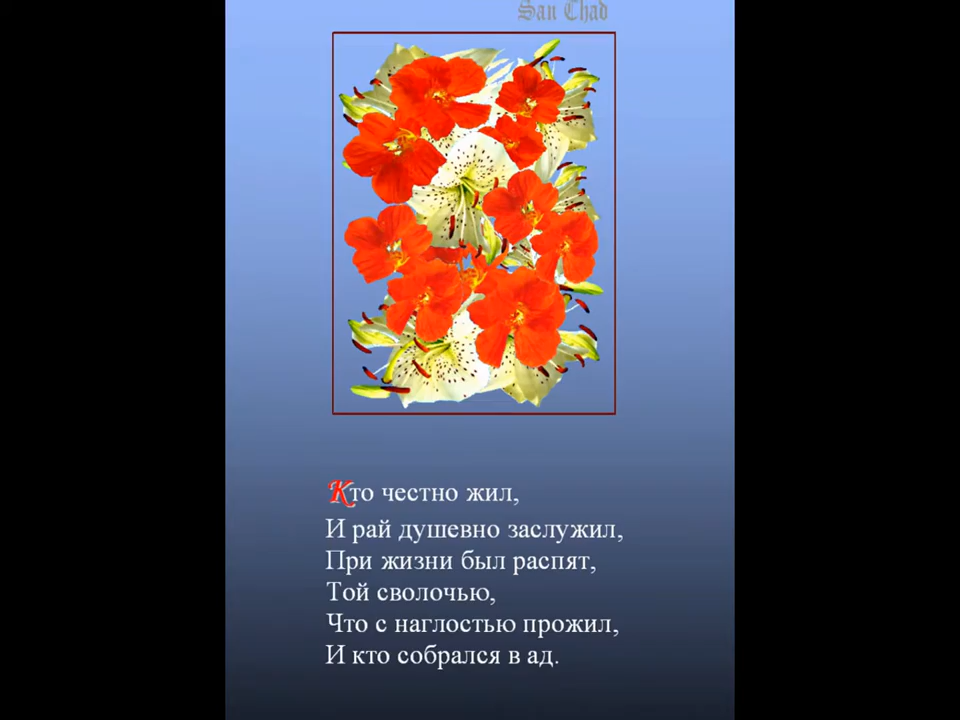 San Chad
Кто честно жил,
И рай душевно заслужил,
При жизни был распят,
Той сволочью,
Что с наглостью прожил,
И кто собрался в ад.